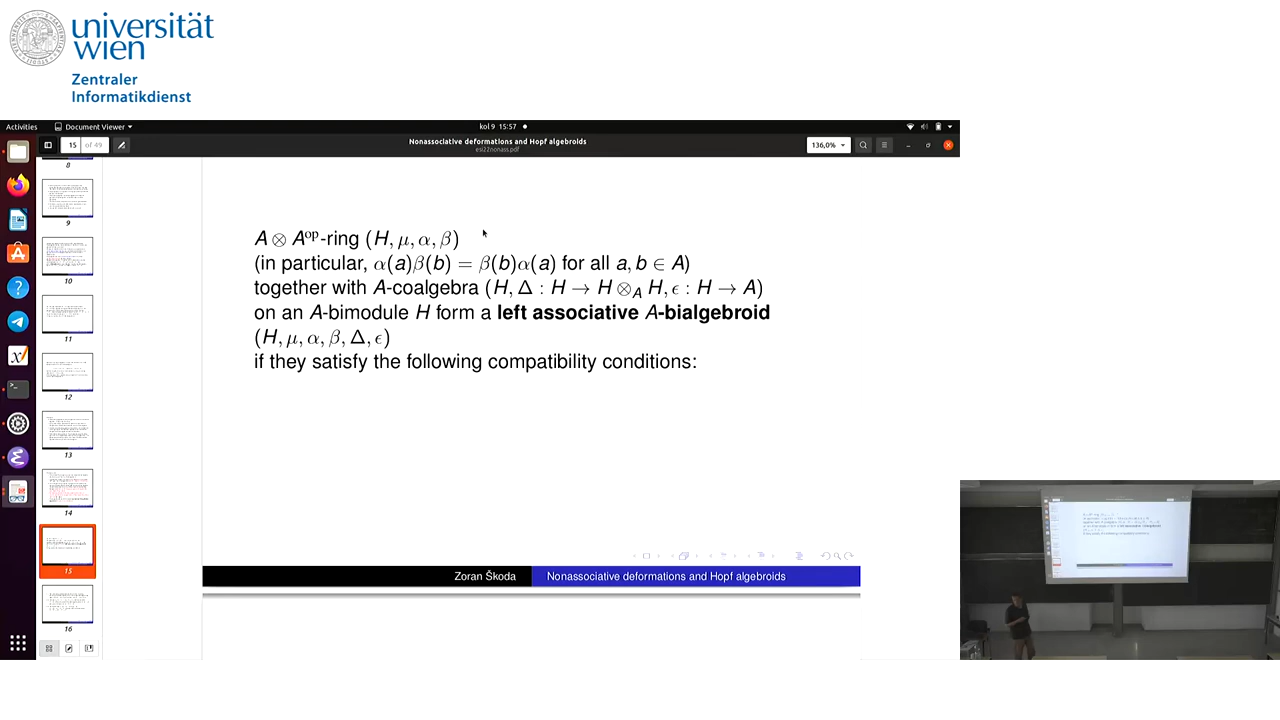 universität
wien
Zentraler
Informatikdienst
Activities
Document Viewer
kol 9 15:57
15 of 49
Nonassociative deformations and Hopf algebroids
esi22nonass.pdf
136,0%
8
9
10
11
12
13
14
15
16
A ⊗ A^op-ring (H, μ, α, β)
(in particular, α(a)β(b) = β(b)α(a) for all a, b ∈ A)
together with A-coalgebra (H, Δ : H → H ⊗_A H, ϵ : H → A)
on an A-bimodule H form a left associative A-bialgebroid
(H, μ, α, β, Δ, ϵ)
if they satisfy the following compatibility conditions:
Zoran Škoda
Nonassociative deformations and Hopf algebroids